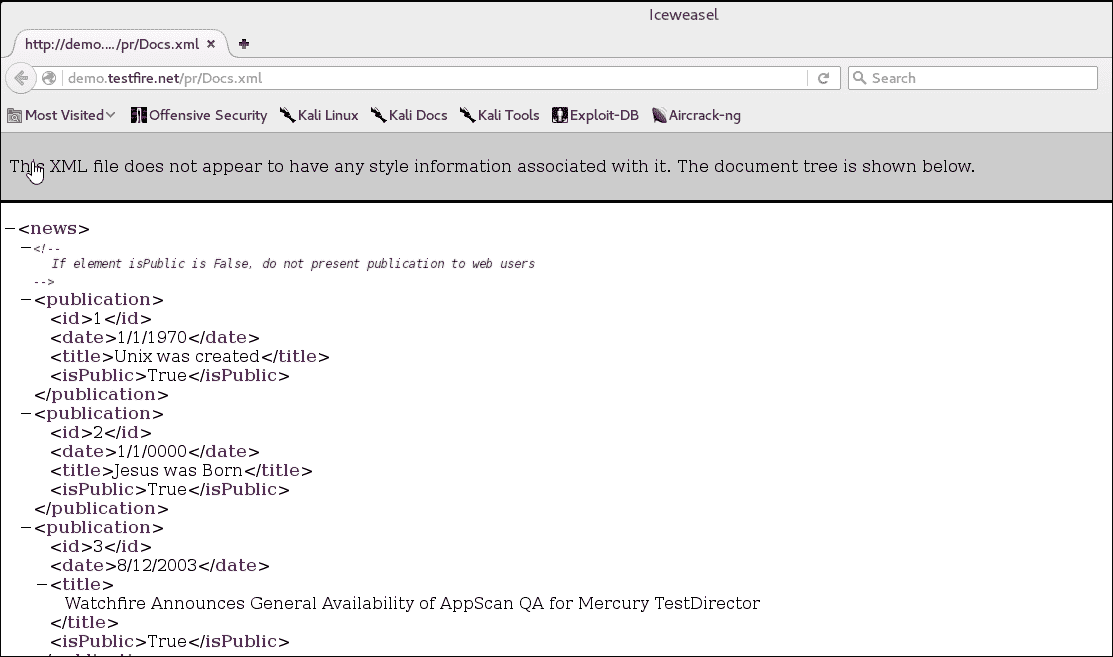 Iceweasel
http://demo..../pr/Docs.xml × +
demo.testfire.net/pr/Docs.xml Search
Most Visited Offensive Security Kali Linux Kali Docs Kali Tools Exploit-DB Aircrack-ng
This XML file does not appear to have any style information associated with it. The document tree is shown below.
−<news>
−<!--
If element isPublic is False, do not present publication to web users
-->
−<publication>
<id>1</id>
<date>1/1/1970</date>
<title>Unix was created</title>
<isPublic>True</isPublic>
</publication>
−<publication>
<id>2</id>
<date>1/1/0000</date>
<title>Jesus was Born</title>
<isPublic>True</isPublic>
</publication>
−<publication>
<id>3</id>
<date>8/12/2003</date>
−<title>
Watchfire Announces General Availability of AppScan QA for Mercury TestDirector
</title>
<isPublic>True</isPublic>